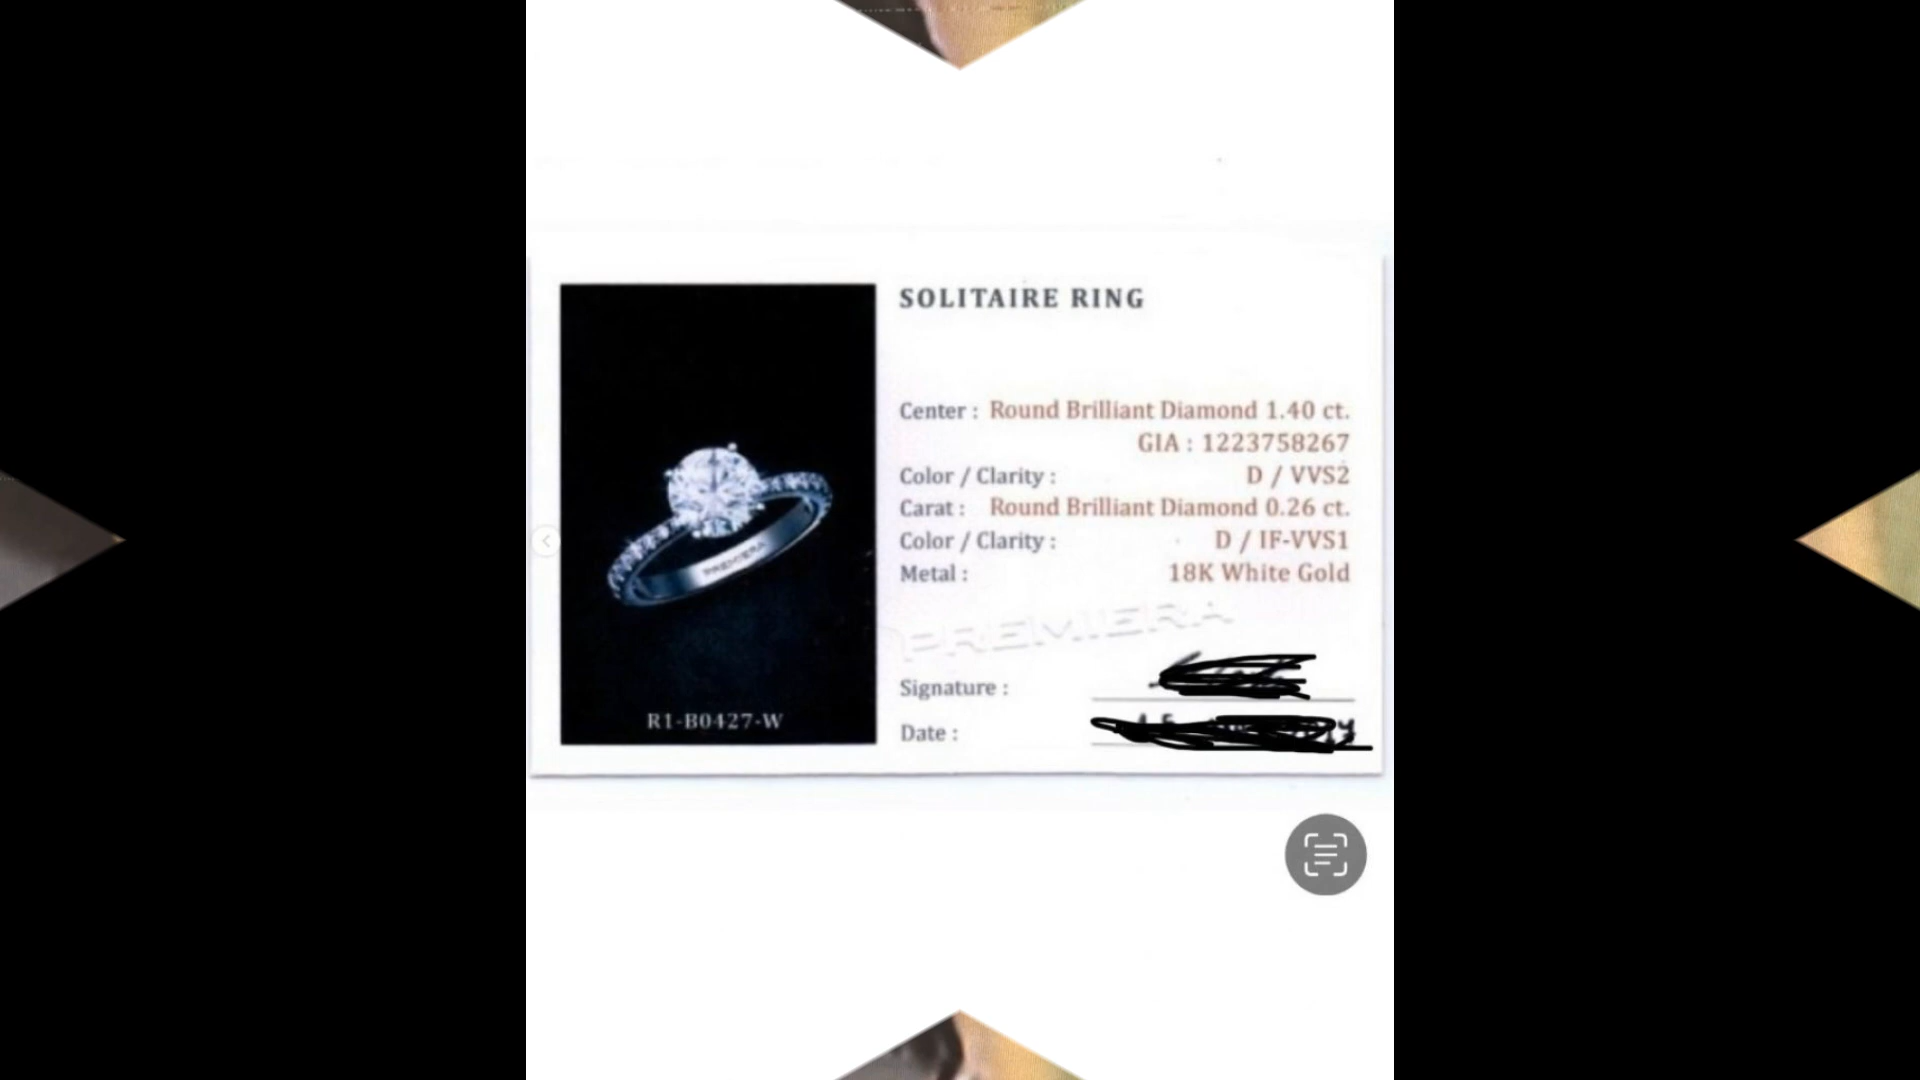 SOLITAIRE RING
Center : Round Brilliant Diamond 1.40 ct.
GIA : 1223758267
Color / Clarity : D / VVS2
Carat : Round Brilliant Diamond 0.26 ct.
Color / Clarity : D / IF-VVS1
Metal : 18K White Gold
PREMIERA
Signature :
Date :
PREMIERA
R1-B0427-W